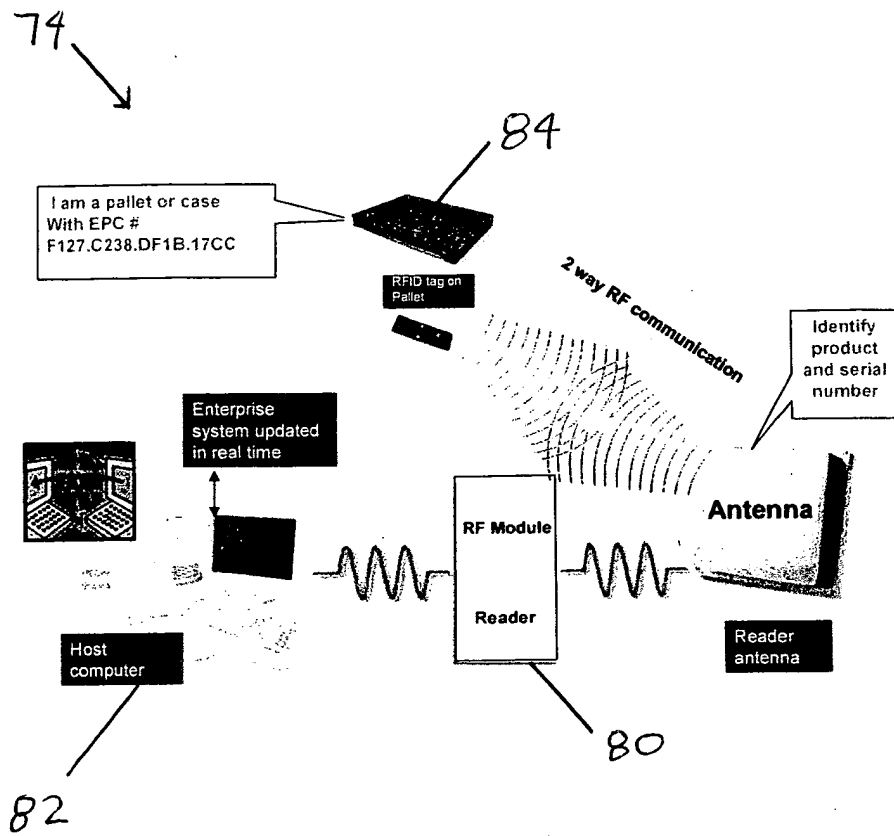 74
84
I am a pallet or case
With EPC #
F127.C238.DF1B.17CC
RFID tag on
Pallet
2 way RF communication
Identify
product
and serial
number
Enterprise
system updated
in real time
RF Module
Reader
Antenna
Host
computer
Reader
antenna
80
82